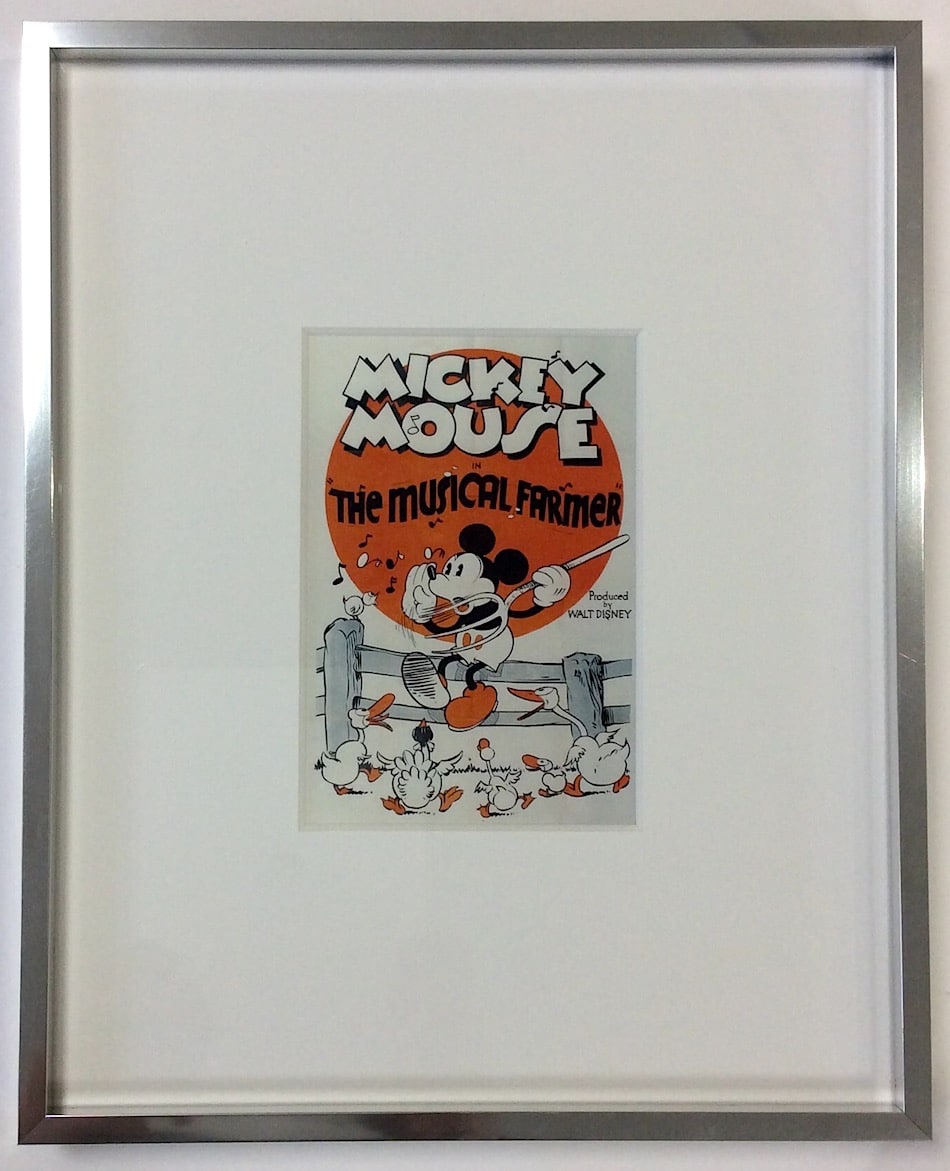 MICKEY
MOUSE
IN
"THE MUSICAL FARMER"
Produced
by
WALT DISNEY